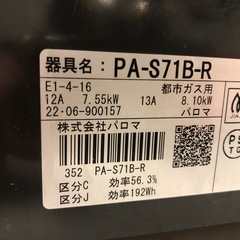 器具名： PA-S71B-R
E1-4-16 都市ガス用
12A 7.55kW 13A 8.10kW
22·06-900157 パロマ
株式会社パロマ
352 PA-S71B-R
区分C 効率56.3%
区分J 効率192Wh
JIA